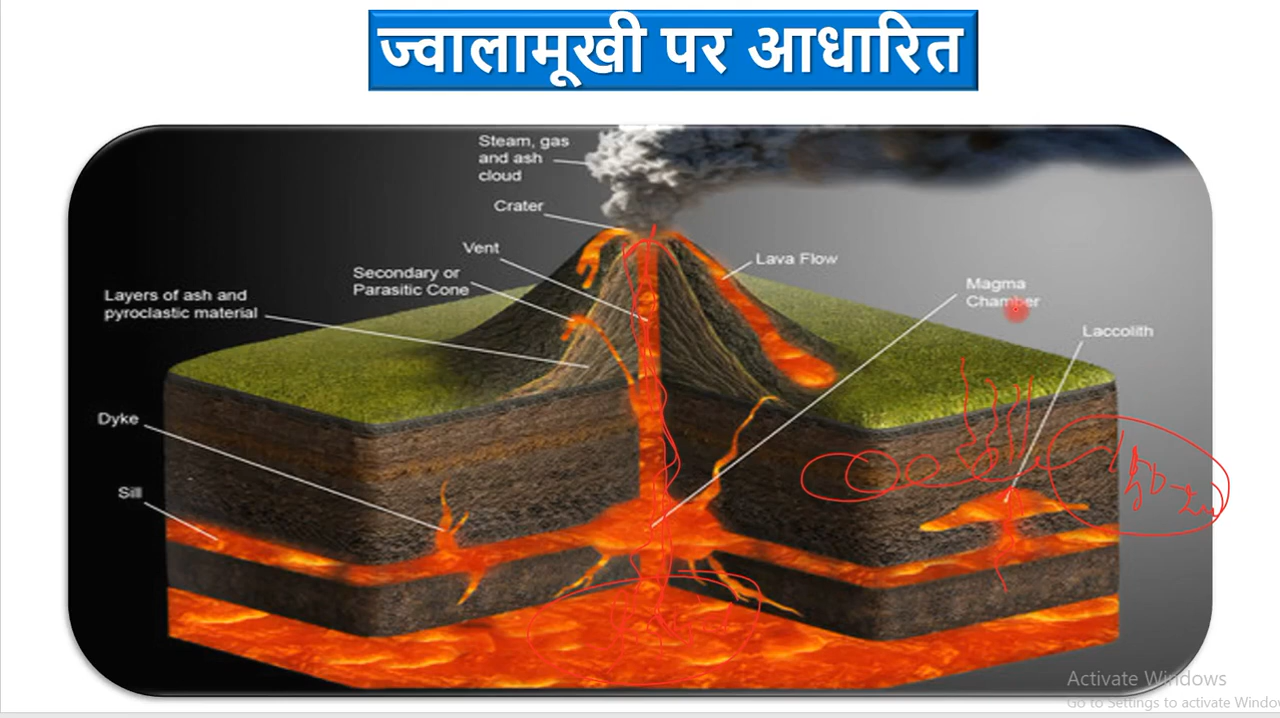 ज्वालामूखी पर आधारित
Steam, gas
and ash
cloud
Crater
Vent
Secondary or
Parasitic Cone
Layers of ash and
pyroclastic material
Lava Flow
Magma
Chamber
Laccolith
Dyke
Sill
Activate Windows
Go to Settings to activate Windo